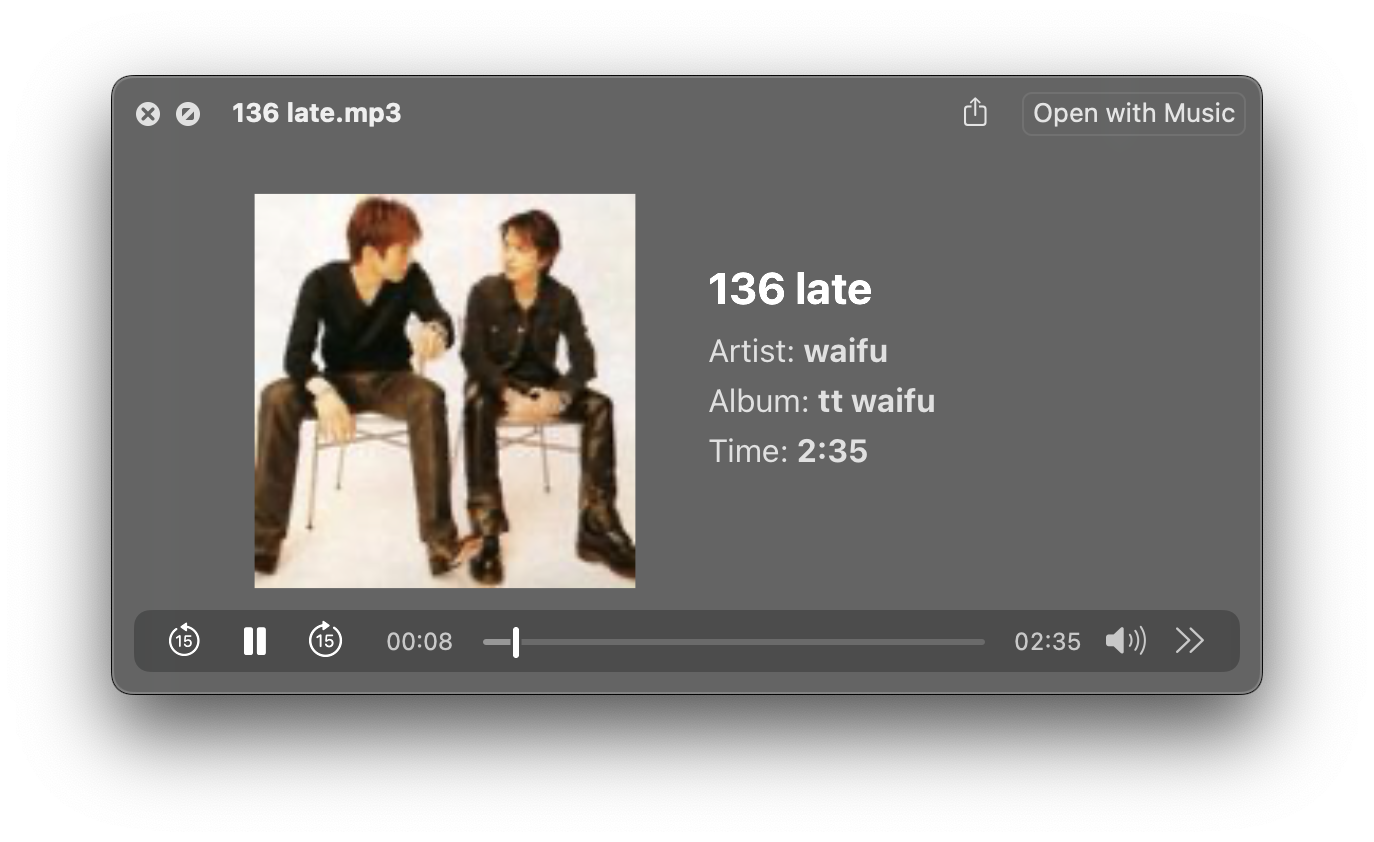 136 late.mp3
Open with Music
136 late
Artist: waifu
Album: tt waifu
Time: 2:35
15
15
00:08
02:35